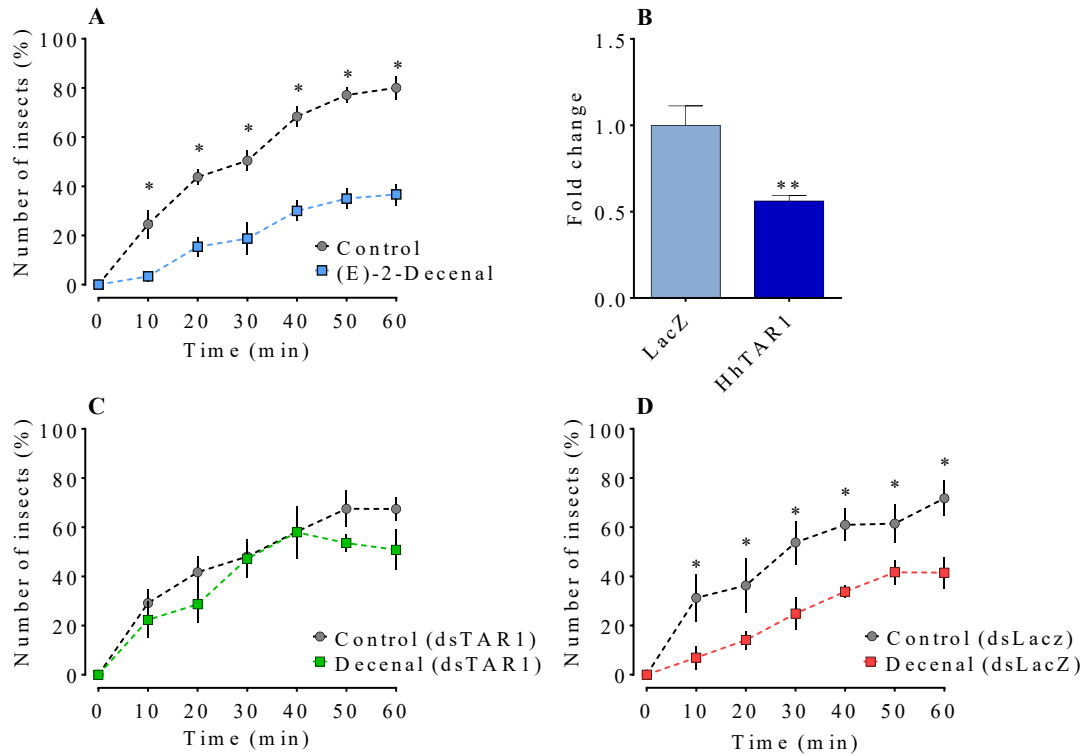 A
Number of insects (%)
100
80
60
40
20
0
* * * * * *
Control
(E)-2-Decenal
0 10 20 30 40 50 60
Time (min)
B
Fold change
1.5
1.0
0.5
0.0
**
LacZ
HhTAR1
C
Number of insects (%)
100
80
60
40
20
0
Control (dsTAR1)
Decenal (dsTAR1)
0 10 20 30 40 50 60
Time (min)
D
Number of insects (%)
100
80
60
40
20
0
* * * * * *
Control (dsLacz)
Decenal (dsLacZ)
0 10 20 30 40 50 60
Time (min)